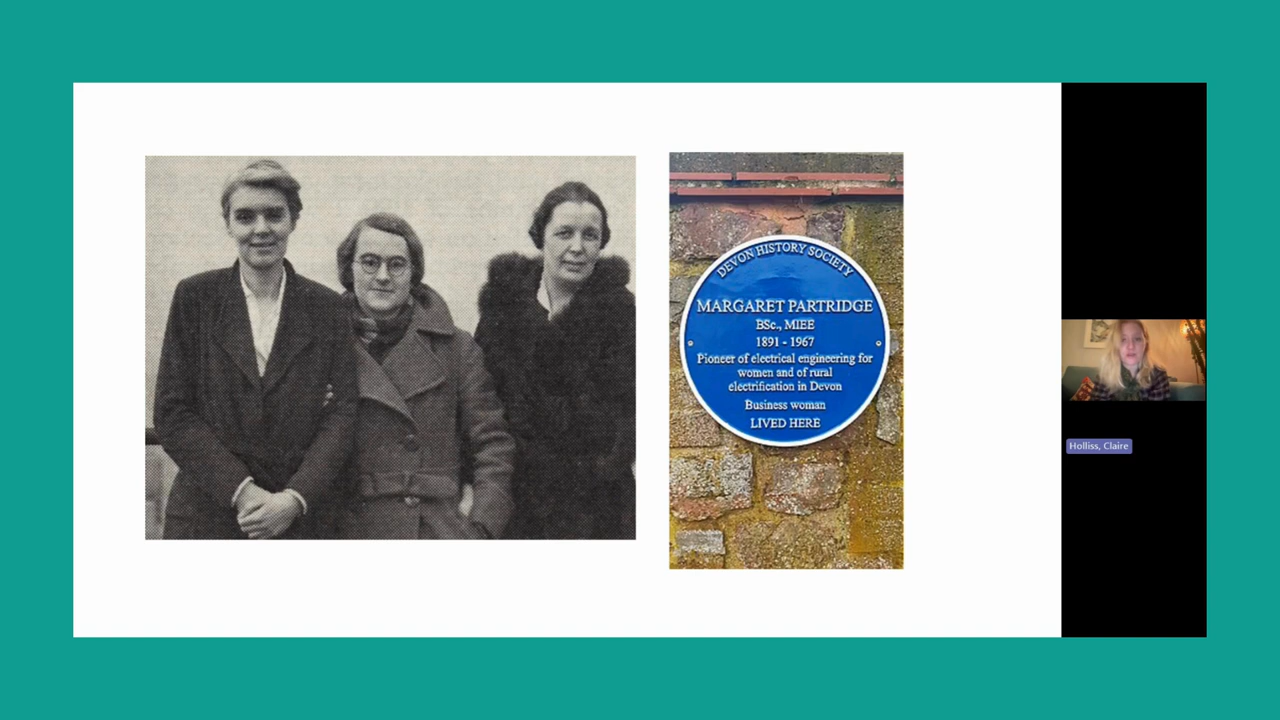 DEVON HISTORY SOCIETY
MARGARET PARTRIDGE
BSc., MIEE
1891 - 1967
Pioneer of electrical engineering for
women and of rural
electrification in Devon
Business woman
LIVED HERE
Holliss, Claire